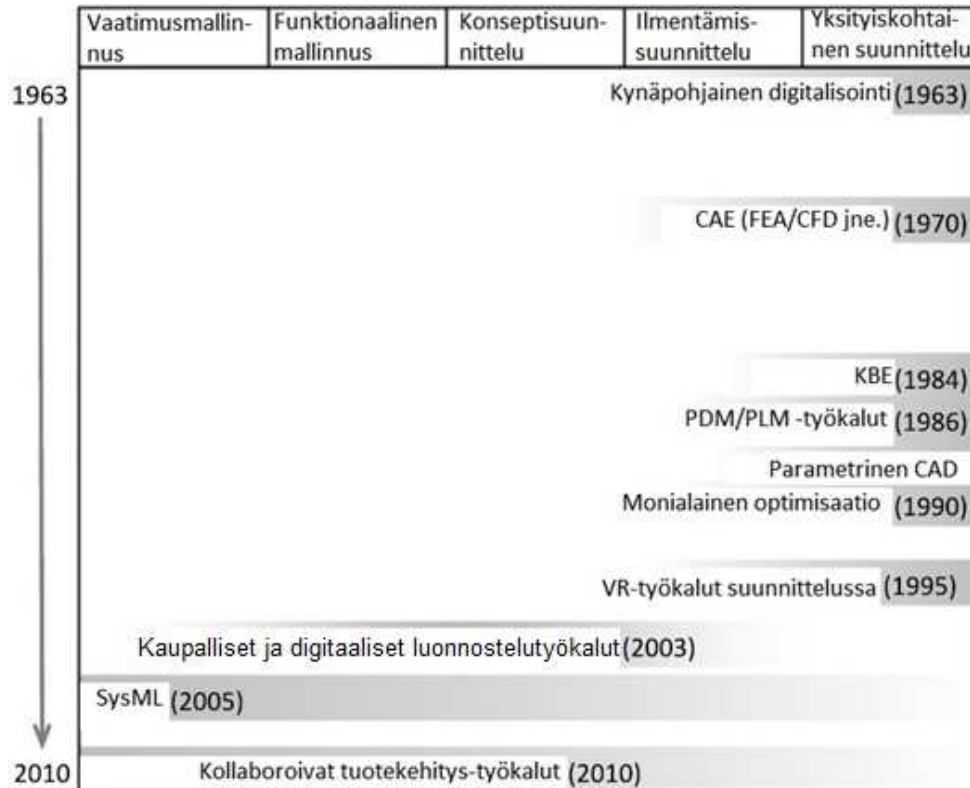 Vaatimusmallin-
nus
Funktionaalinen
mallinnus
Konseptisuun-
nittelu
Ilmentämis-
suunnittelu
Yksityiskohtai-
nen suunnittelu
1963
Kynäpohjainen digitalisointi (1963)
CAE (FEA/CFD jne.) (1970)
KBE (1984)
PDM/PLM -työkalut (1986)
Parametrinen CAD
Monialainen optimisaatio (1990)
VR-työkalut suunnittelussa (1995)
Kaupalliset ja digitaaliset luonnostelutyökalut (2003)
SysML (2005)
2010
Kollaboroivat tuotekehitys-työkalut (2010)